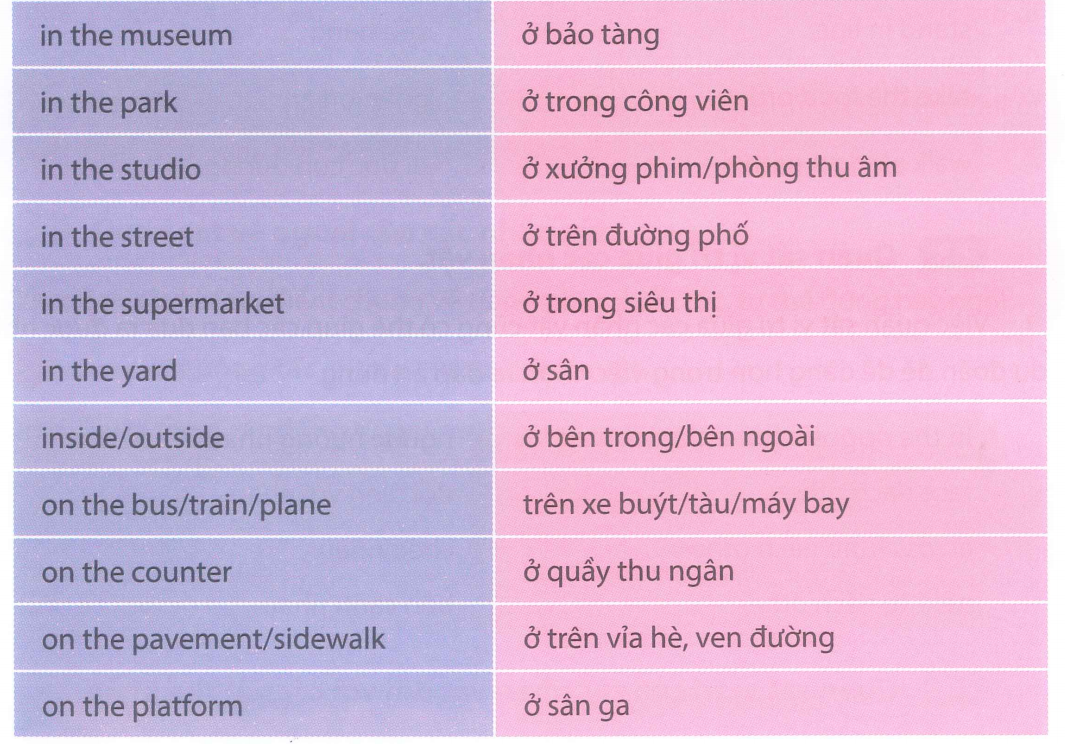 in the museum ở bảo tàng
in the park ở trong công viên
in the studio ở xưởng phim/phòng thu âm
in the street ở trên đường phố
in the supermarket ở trong siêu thị
in the yard ở sân
inside/outside ở bên trong/bên ngoài
on the bus/train/plane trên xe buýt/tàu/máy bay
on the counter ở quầy thu ngân
on the pavement/sidewalk ở trên vỉa hè, ven đường
on the platform ở sân ga